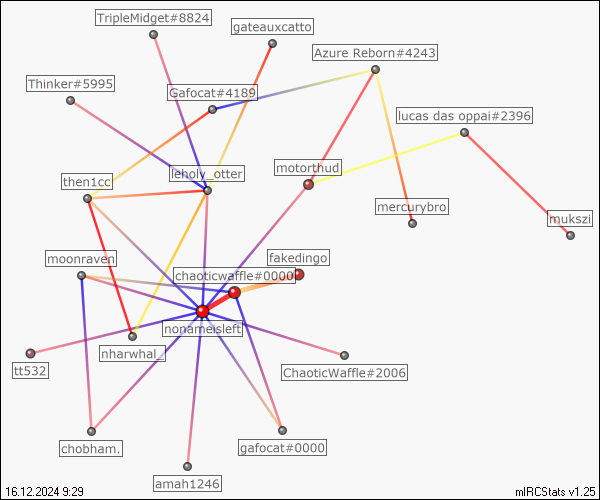 TripleMidget#8824
gateauxcatto
Azure Reborn#4243
Thinker#5995
Gafocat#4189
lucas das oppai#2396
then1cc
leholy_otter
motorthud
mercurybro
mukszi
moonraven
chaoticwaffle#0000
fakedingo
nonameisleft
nharwhal_
tt532
ChaoticWaffle#2006
chobham.
gafocat#0000
amah1246
16.12.2024 9:29
mIRCStats v1.25